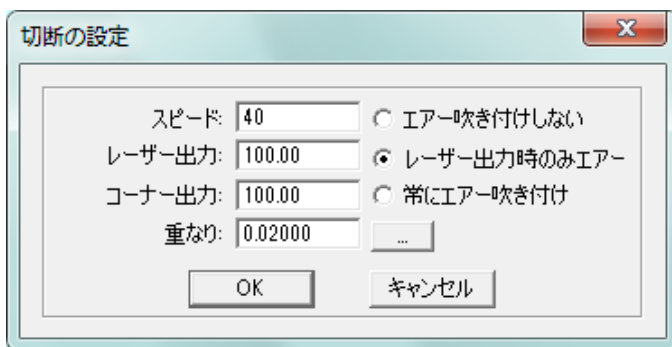 切断の設定
スピード: 40 エアー吹き付けしない
レーザー出力: 100.00 レーザー出力時のみエアー
コーナー出力: 100.00 常にエアー吹き付け
重なり: 0.02000 ...
OK キャンセル